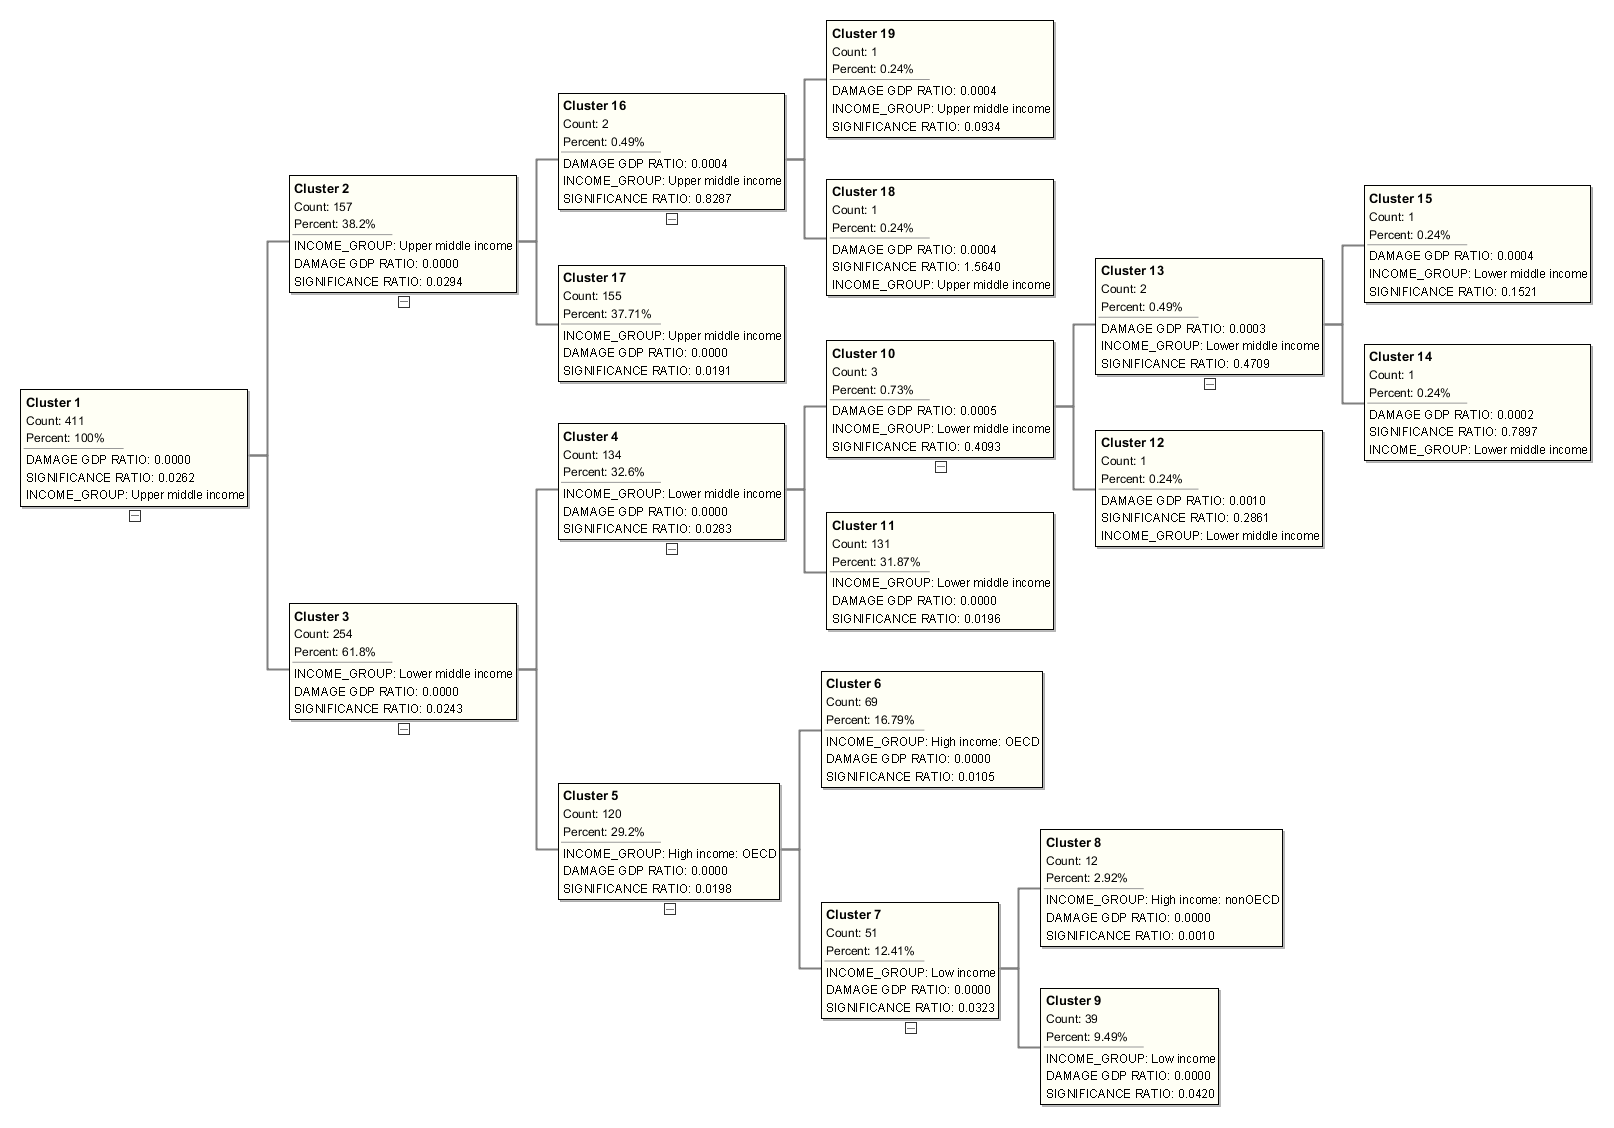 Cluster 1
Count: 411
Percent: 100%
DAMAGE GDP RATIO: 0.0000
SIGNIFICANCE RATIO: 0.0262
INCOME_GROUP: Upper middle income
Cluster 2
Count: 157
Percent: 38.2%
INCOME_GROUP: Upper middle income
DAMAGE GDP RATIO: 0.0000
SIGNIFICANCE RATIO: 0.0294
Cluster 16
Count: 2
Percent: 0.49%
DAMAGE GDP RATIO: 0.0004
INCOME_GROUP: Upper middle income
SIGNIFICANCE RATIO: 0.8287
Cluster 19
Count: 1
Percent: 0.24%
DAMAGE GDP RATIO: 0.0004
INCOME_GROUP: Upper middle income
SIGNIFICANCE RATIO: 0.0934
Cluster 18
Count: 1
Percent: 0.24%
DAMAGE GDP RATIO: 0.0004
SIGNIFICANCE RATIO: 1.5640
INCOME_GROUP: Upper middle income
Cluster 17
Count: 155
Percent: 37.71%
INCOME_GROUP: Upper middle income
DAMAGE GDP RATIO: 0.0000
SIGNIFICANCE RATIO: 0.0191
Cluster 3
Count: 254
Percent: 61.8%
INCOME_GROUP: Lower middle income
DAMAGE GDP RATIO: 0.0000
SIGNIFICANCE RATIO: 0.0243
Cluster 4
Count: 134
Percent: 32.6%
INCOME_GROUP: Lower middle income
DAMAGE GDP RATIO: 0.0000
SIGNIFICANCE RATIO: 0.0283
Cluster 10
Count: 3
Percent: 0.73%
DAMAGE GDP RATIO: 0.0005
INCOME_GROUP: Lower middle income
SIGNIFICANCE RATIO: 0.4093
Cluster 13
Count: 2
Percent: 0.49%
DAMAGE GDP RATIO: 0.0003
INCOME_GROUP: Lower middle income
SIGNIFICANCE RATIO: 0.4709
Cluster 15
Count: 1
Percent: 0.24%
DAMAGE GDP RATIO: 0.0004
INCOME_GROUP: Lower middle income
SIGNIFICANCE RATIO: 0.1521
Cluster 14
Count: 1
Percent: 0.24%
DAMAGE GDP RATIO: 0.0002
SIGNIFICANCE RATIO: 0.7897
INCOME_GROUP: Lower middle income
Cluster 12
Count: 1
Percent: 0.24%
DAMAGE GDP RATIO: 0.0010
SIGNIFICANCE RATIO: 0.2861
INCOME_GROUP: Lower middle income
Cluster 11
Count: 131
Percent: 31.87%
INCOME_GROUP: Lower middle income
DAMAGE GDP RATIO: 0.0000
SIGNIFICANCE RATIO: 0.0196
Cluster 5
Count: 120
Percent: 29.2%
INCOME_GROUP: High income: OECD
DAMAGE GDP RATIO: 0.0000
SIGNIFICANCE RATIO: 0.0198
Cluster 6
Count: 69
Percent: 16.79%
INCOME_GROUP: High income: OECD
DAMAGE GDP RATIO: 0.0000
SIGNIFICANCE RATIO: 0.0105
Cluster 7
Count: 51
Percent: 12.41%
INCOME_GROUP: Low income
DAMAGE GDP RATIO: 0.0000
SIGNIFICANCE RATIO: 0.0323
Cluster 8
Count: 12
Percent: 2.92%
INCOME_GROUP: High income: nonOECD
DAMAGE GDP RATIO: 0.0000
SIGNIFICANCE RATIO: 0.0010
Cluster 9
Count: 39
Percent: 9.49%
INCOME_GROUP: Low income
DAMAGE GDP RATIO: 0.0000
SIGNIFICANCE RATIO: 0.0420